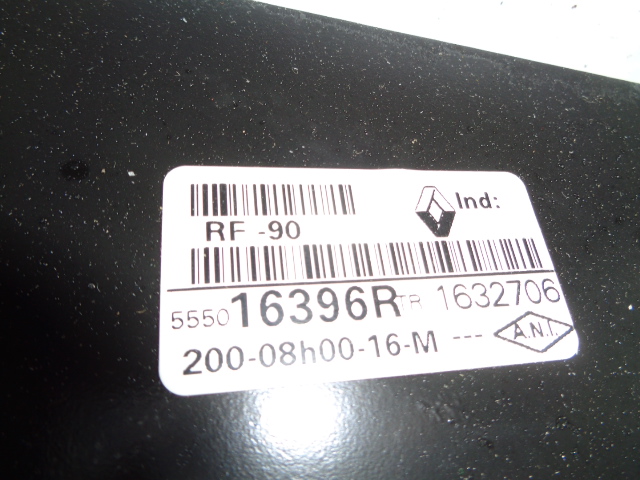 Ind:
RF -90
555016396R TR 1632706
200-08h00-16-M --- A.N.I.